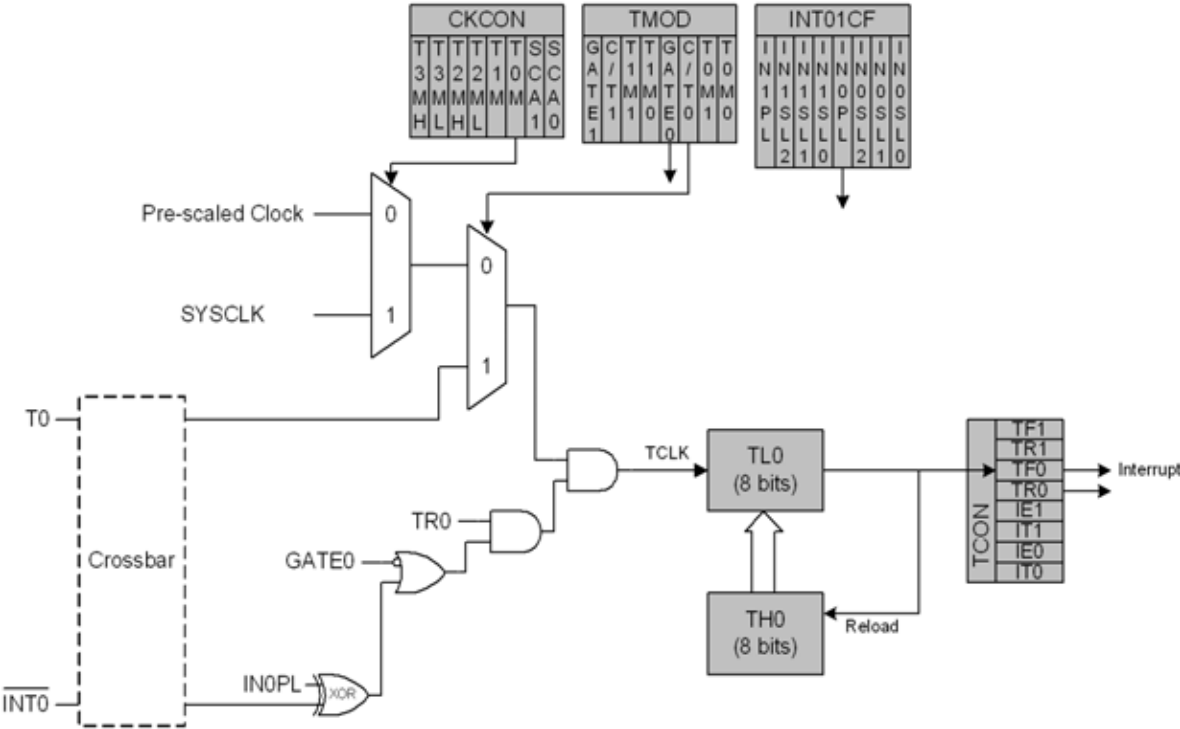 CKCON
T3MH
T3ML
T2MH
T2ML
T1M
T0M
SCA1
SCA0
TMOD
GATE1
C/T1
T1M1
T1M0
GATE0
C/T0
T0M1
T0M0
INT01CF
IN1PL
IN1SL2
IN1SL1
IN1SL0
IN0PL
IN0SL2
IN0SL1
IN0SL0
Pre-scaled Clock
0
SYSCLK
1
0
1
T0
Crossbar
INT0
TR0
GATE0
IN0PL
XOR
TCLK
TL0
(8 bits)
TH0
(8 bits)
Reload
TCON
TF1
TR1
TF0
TR0
IE1
IT1
IE0
IT0
Interrupt